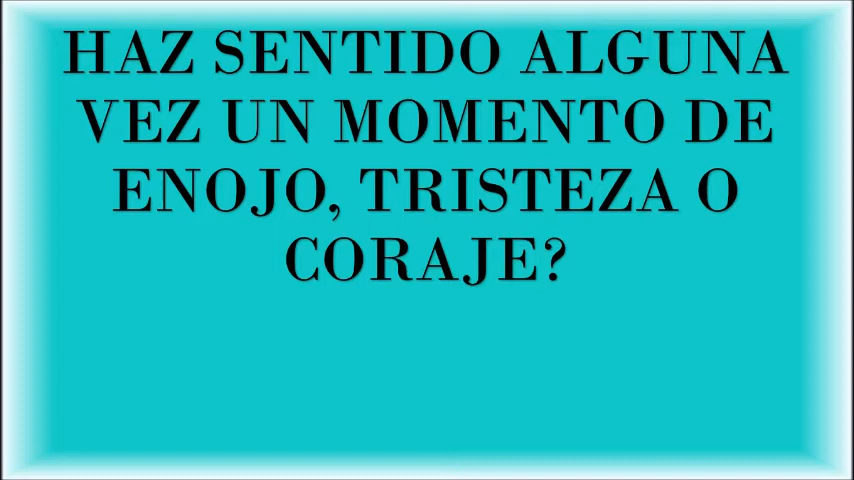 HAZ SENTIDO ALGUNA
VEZ UN MOMENTO DE
ENOJO, TRISTEZA O
CORAJE?